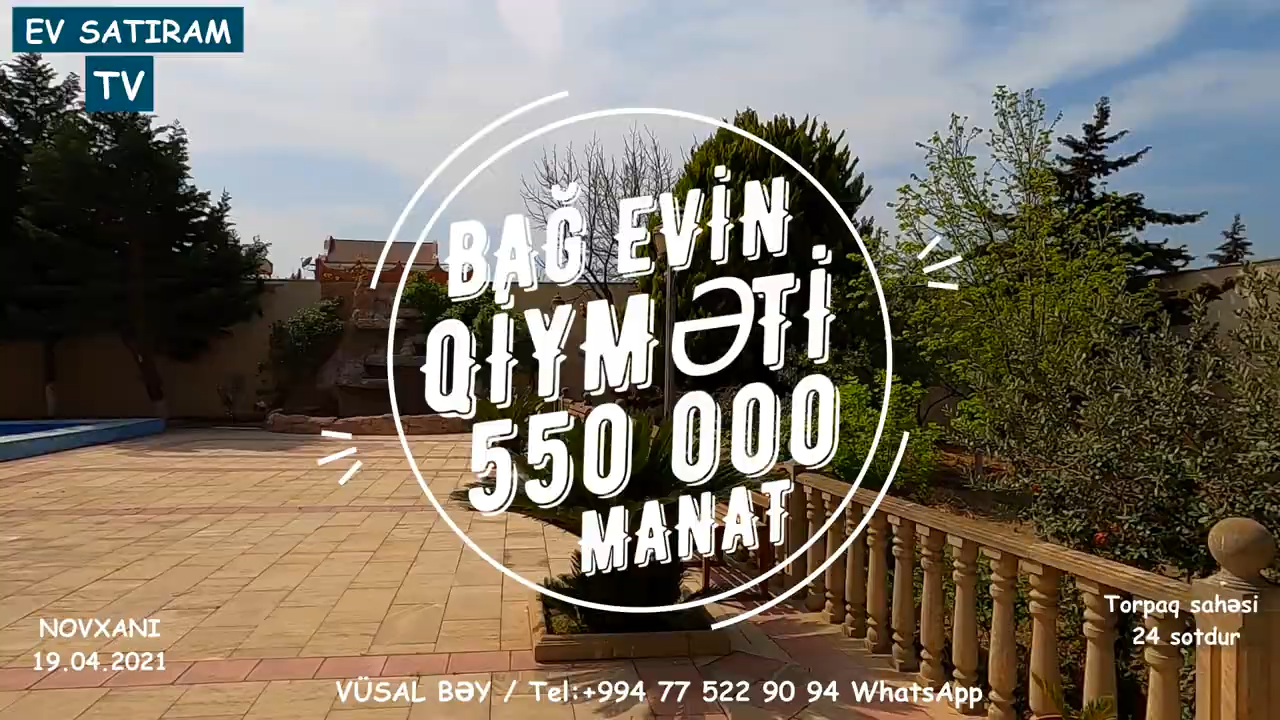 EV SATIRAM
TV
BAĞ EVİN
QİYMƏTİ
550 000
MANAT
NOVXANI
19.04.2021
Torpaq sahəsi
24 sotdur
VÜSAL BƏY / Tel:+994 77 522 90 94 WhatsApp